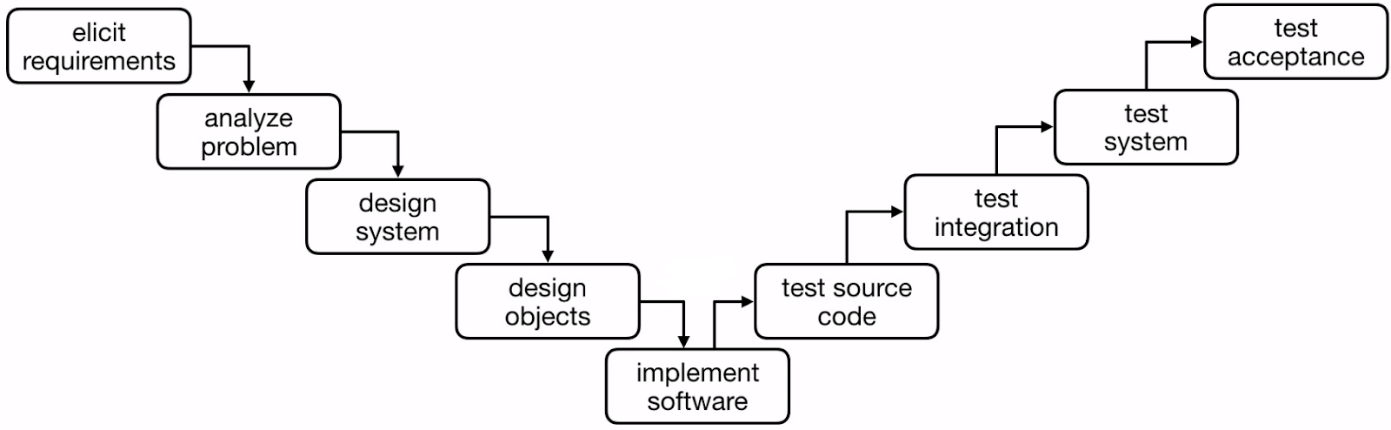 elicit
requirements
analyze
problem
design
system
design
objects
implement
software
test source
code
test
integration
test
system
test
acceptance